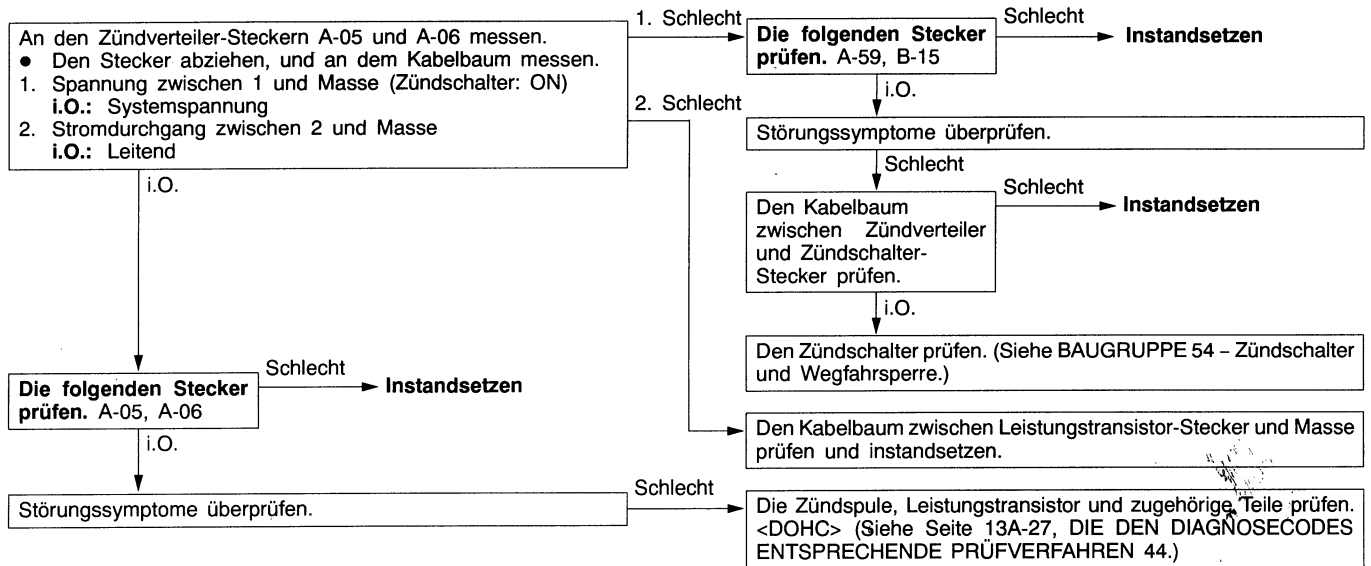 An den Zündverteiler-Steckern A-05 und A-06 messen.
● Den Stecker abziehen, und an dem Kabelbaum messen.
1. Spannung zwischen 1 und Masse (Zündschalter: ON)
i.O.: Systemspannung
2. Stromdurchgang zwischen 2 und Masse
i.O.: Leitend
1. Schlecht
Die folgenden Stecker
prüfen. A-59, B-15
Schlecht
Instandsetzen
i.O.
2. Schlecht
Störungssymptome überprüfen.
Schlecht
Den Kabelbaum
zwischen Zündverteiler
und Zündschalter-
Stecker prüfen.
Schlecht
Instandsetzen
i.O.
Den Zündschalter prüfen. (Siehe BAUGRUPPE 54 – Zündschalter
und Wegfahrsperre.)
i.O.
Die folgenden Stecker
prüfen. A-05, A-06
Schlecht
Instandsetzen
Den Kabelbaum zwischen Leistungstransistor-Stecker und Masse
prüfen und instandsetzen.
i.O.
Störungssymptome überprüfen.
Schlecht
Die Zündspule, Leistungstransistor und zugehörige Teile prüfen.
<DOHC> (Siehe Seite 13A-27, DIE DEN DIAGNOSECODES
ENTSPRECHENDE PRÜFVERFAHREN 44.)